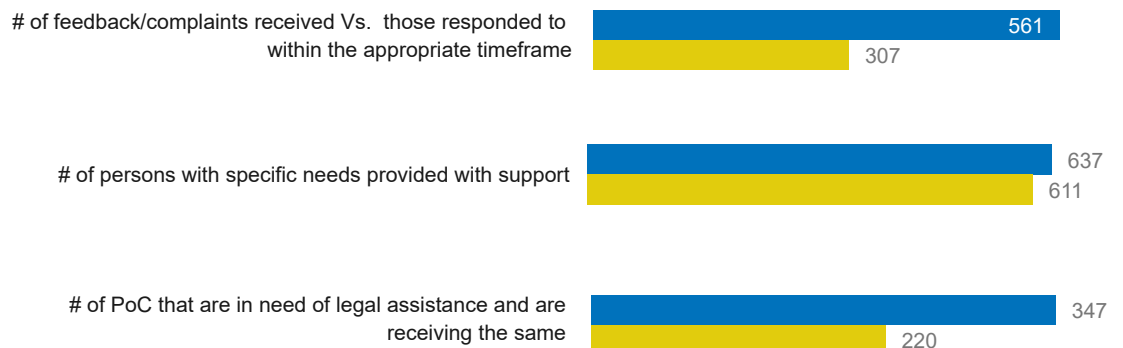 # of feedback/complaints received Vs. those responded to
within the appropriate timeframe
561
307
# of persons with specific needs provided with support
637
611
# of PoC that are in need of legal assistance and are
receiving the same
347
220